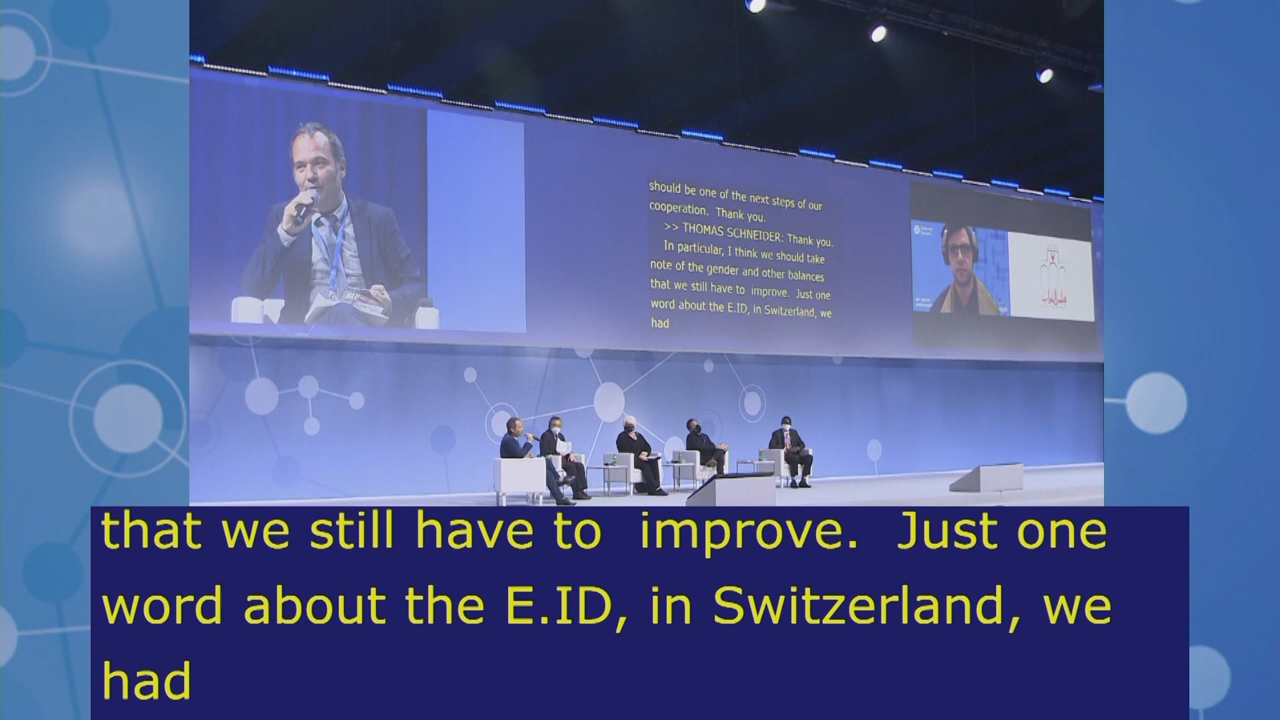 should be one of the next steps of our
cooperation. Thank you.
>> THOMAS SCHNEIDER: Thank you.
In particular, I think we should take
note of the gender and other balances
that we still have to improve. Just one
word about the E.ID, in Switzerland, we
had
that we still have to  improve.  Just one
word about the E.ID, in Switzerland, we
had